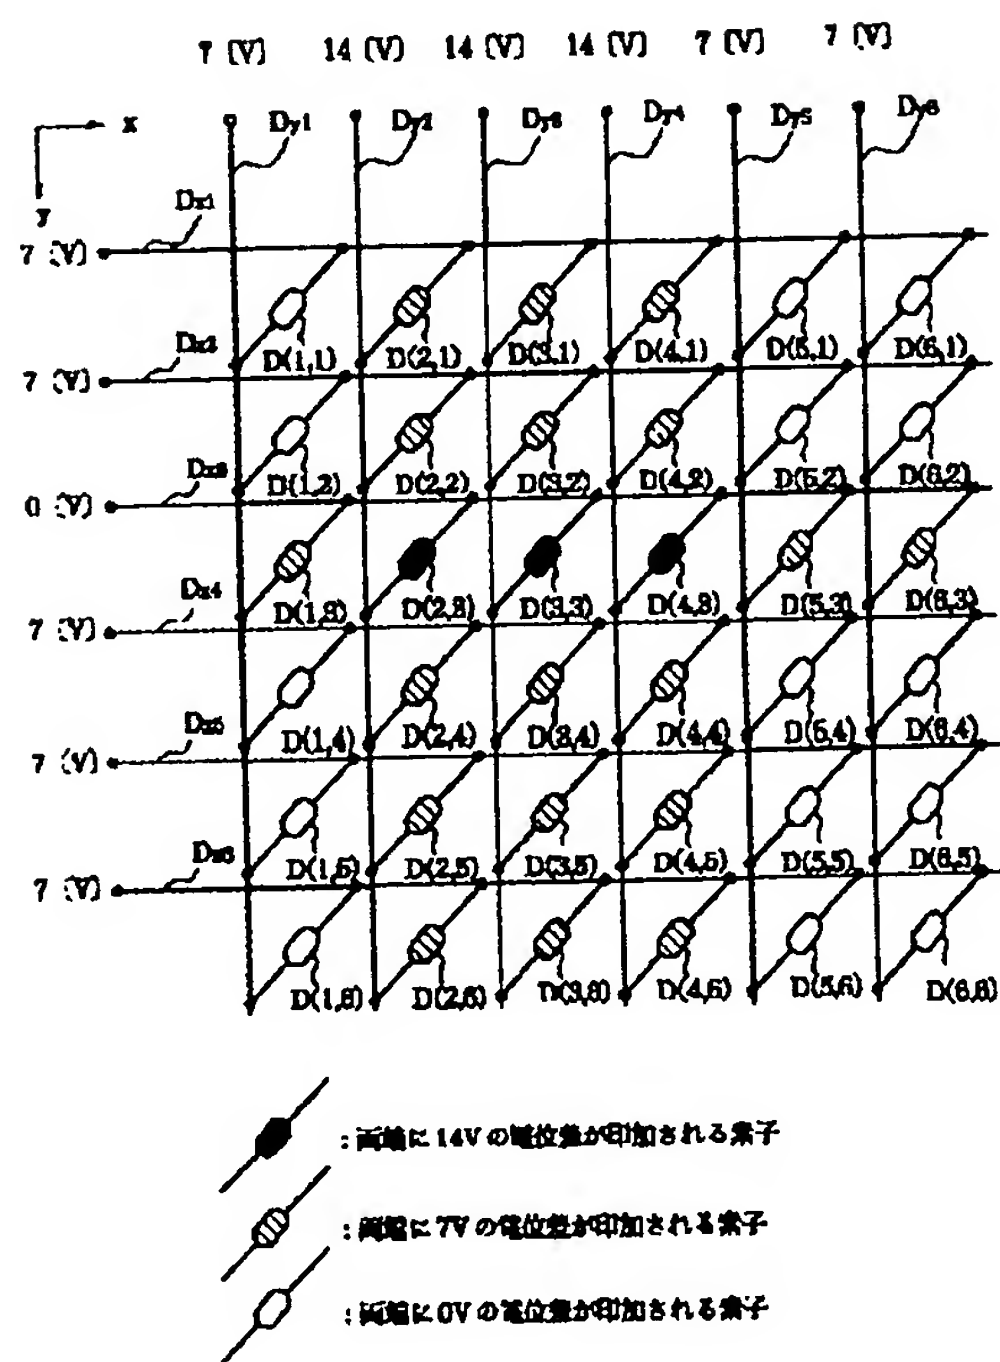 7 〔V〕 14 〔V〕 14 〔V〕 14 〔V〕 7 〔V〕 7 〔V〕
x
y
Dy1 Dy2 Dy3 Dy4 Dy5 Dy6
Dx1
7 〔V〕
D(1,1) D(2,1) D(3,1) D(4,1) D(5,1) D(6,1)
Dx2
7 〔V〕
D(1,2) D(2,2) D(3,2) D(4,2) D(5,2) D(6,2)
Dx3
0 〔V〕
D(1,3) D(2,3) D(3,3) D(4,3) D(5,3) D(6,3)
Dx4
7 〔V〕
D(1,4) D(2,4) D(3,4) D(4,4) D(5,4) D(6,4)
Dx5
7 〔V〕
D(1,5) D(2,5) D(3,5) D(4,5) D(5,5) D(6,5)
Dx6
7 〔V〕
D(1,6) D(2,6) D(3,6) D(4,6) D(5,6) D(6,6)
:両端に14Vの電位差が印加される素子
:両端に7Vの電位差が印加される素子
:両端に0Vの電位差が印加される素子